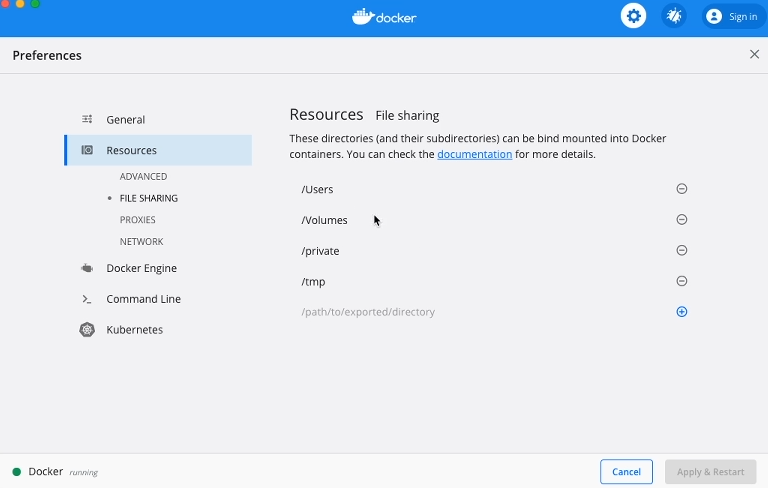 docker
Sign in
Preferences
General
Resources
ADVANCED
FILE SHARING
PROXIES
NETWORK
Docker Engine
Command Line
Kubernetes
Resources File sharing
These directories (and their subdirectories) can be bind mounted into Docker
containers. You can check the documentation for more details.
/Users
/Volumes
/private
/tmp
/path/to/exported/directory
Docker running
Cancel
Apply & Restart